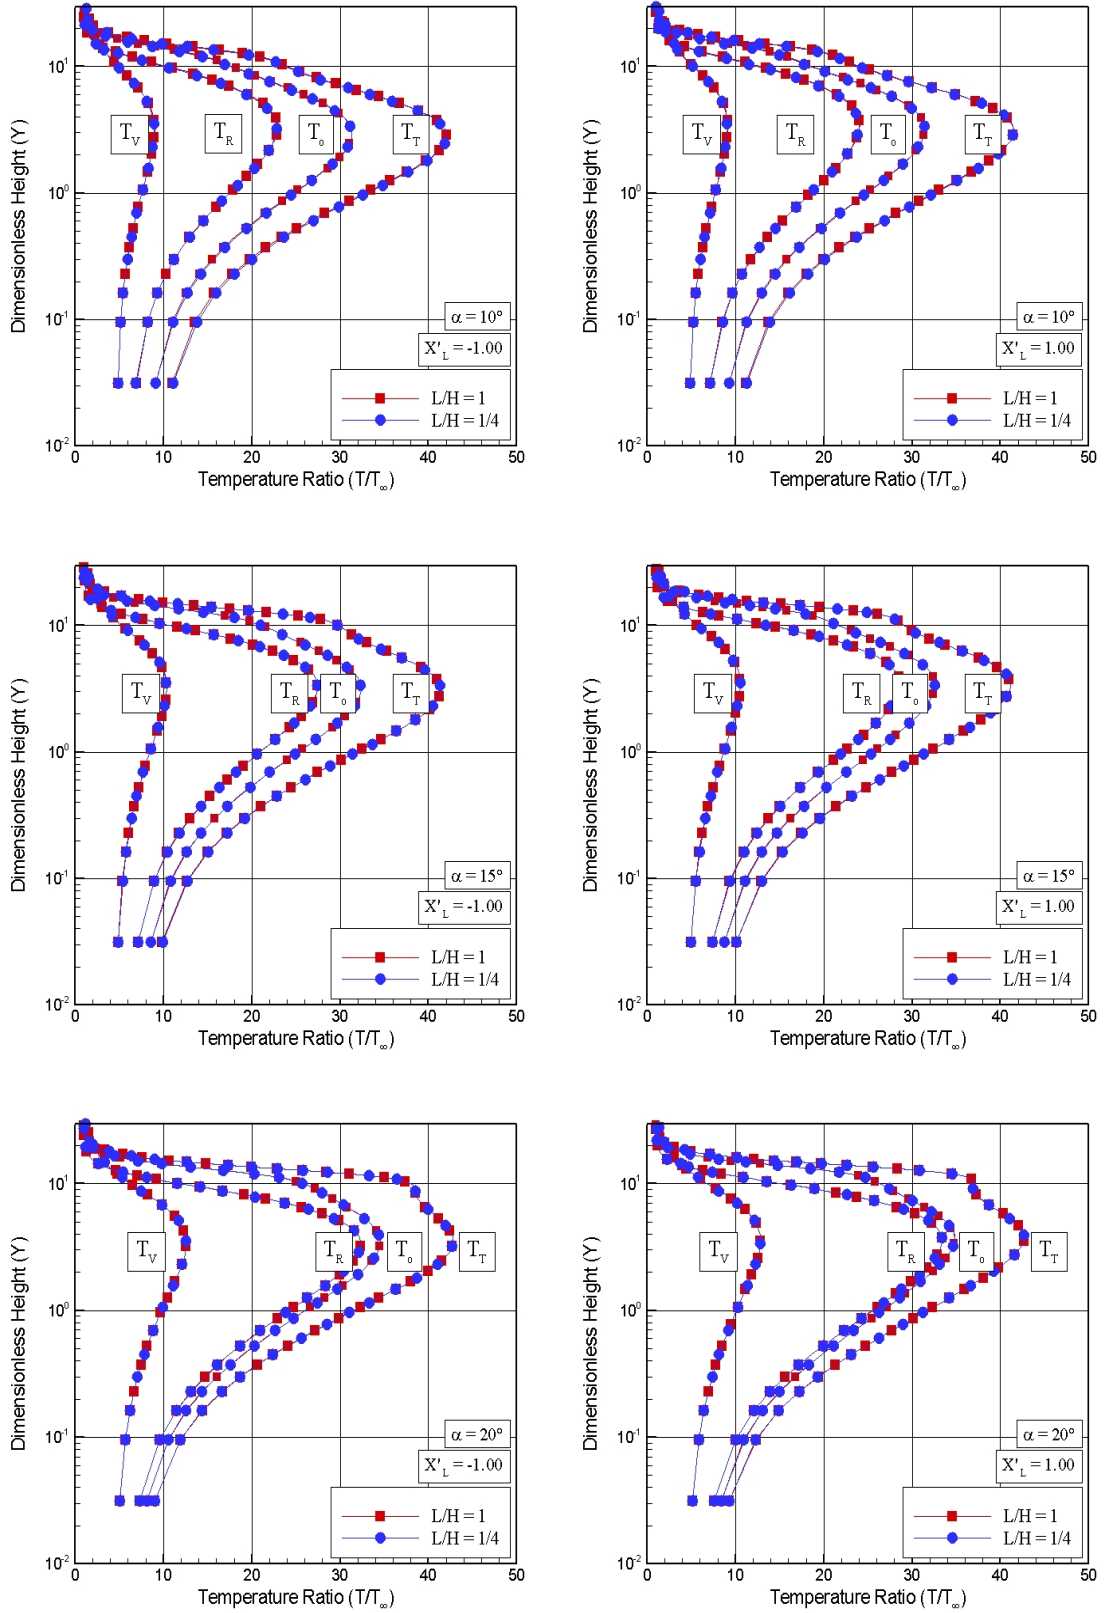 Dimensionless Height (Y)
10¹
10⁰
10⁻¹
10⁻²
T_V
T_R
T_o
T_T
α = 10°
X'_L = -1.00
L/H = 1
L/H = 1/4
0 10 20 30 40 50
Temperature Ratio (T/T_∞)
Dimensionless Height (Y)
10¹
10⁰
10⁻¹
10⁻²
T_V
T_R
T_o
T_T
α = 10°
X'_L = 1.00
L/H = 1
L/H = 1/4
0 10 20 30 40 50
Temperature Ratio (T/T_∞)
Dimensionless Height (Y)
10¹
10⁰
10⁻¹
10⁻²
T_V
T_R
T_o
T_T
α = 15°
X'_L = -1.00
L/H = 1
L/H = 1/4
0 10 20 30 40 50
Temperature Ratio (T/T_∞)
Dimensionless Height (Y)
10¹
10⁰
10⁻¹
10⁻²
T_V
T_R
T_o
T_T
α = 15°
X'_L = 1.00
L/H = 1
L/H = 1/4
0 10 20 30 40 50
Temperature Ratio (T/T_∞)
Dimensionless Height (Y)
10¹
10⁰
10⁻¹
10⁻²
T_V
T_R
T_o
T_T
α = 20°
X'_L = -1.00
L/H = 1
L/H = 1/4
0 10 20 30 40 50
Temperature Ratio (T/T_∞)
Dimensionless Height (Y)
10¹
10⁰
10⁻¹
10⁻²
T_V
T_R
T_o
T_T
α = 20°
X'_L = 1.00
L/H = 1
L/H = 1/4
0 10 20 30 40 50
Temperature Ratio (T/T_∞)